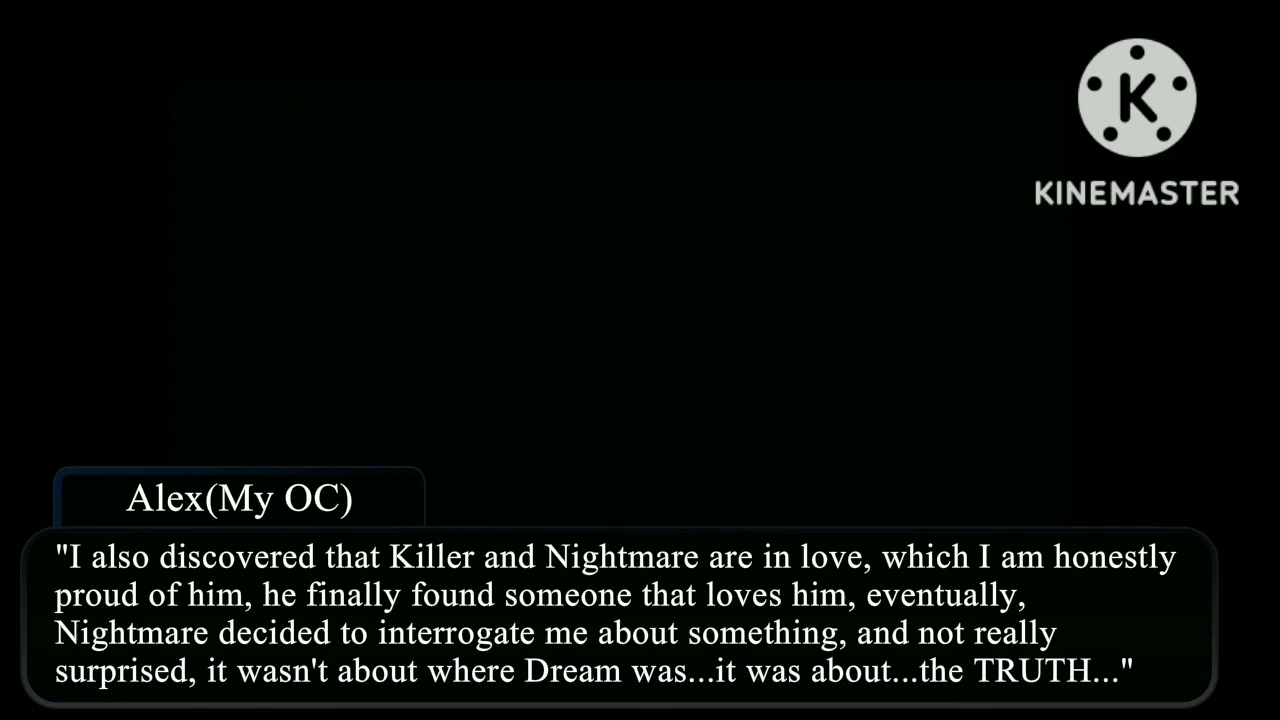 K
KINEMASTER
Alex(My OC)
"I also discovered that Killer and Nightmare are in love, which I am honestly
proud of him, he finally found someone that loves him, eventually,
Nightmare decided to interrogate me about something, and not really
surprised, it wasn't about where Dream was...it was about...the TRUTH..."